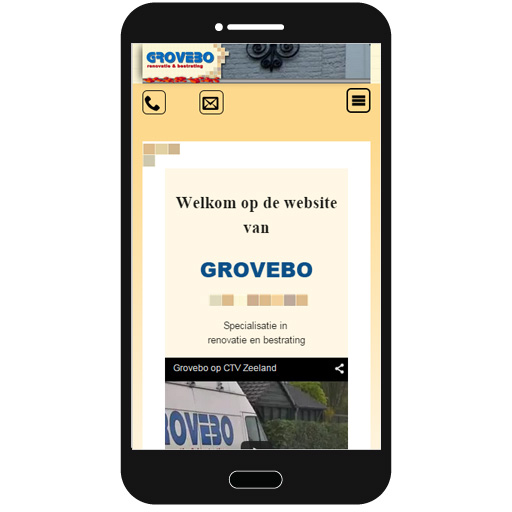 GROVEBO
renovatie & bestrating
Welkom op de website
van
GROVEBO
Specialisatie in
renovatie en bestrating
Grovebo op CTV Zeeland
ROVEBO